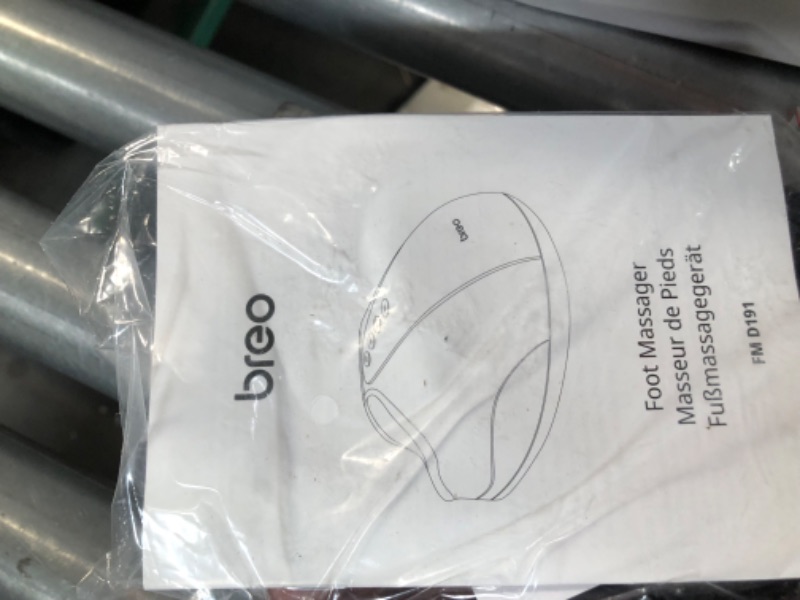 breo
breo
Foot Massager
Masseur de Pieds
Fußmassagegerät
FM D191